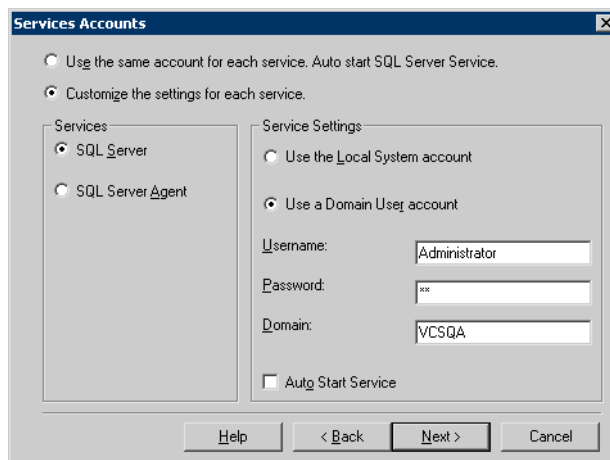 Services Accounts
Use the same account for each service. Auto start SQL Server Service.
Customize the settings for each service.
Services
SQL Server
SQL Server Agent
Service Settings
Use the Local System account
Use a Domain User account
Username:
Administrator
Password:
**
Domain:
VCSQA
Auto Start Service
Help
< Back
Next >
Cancel